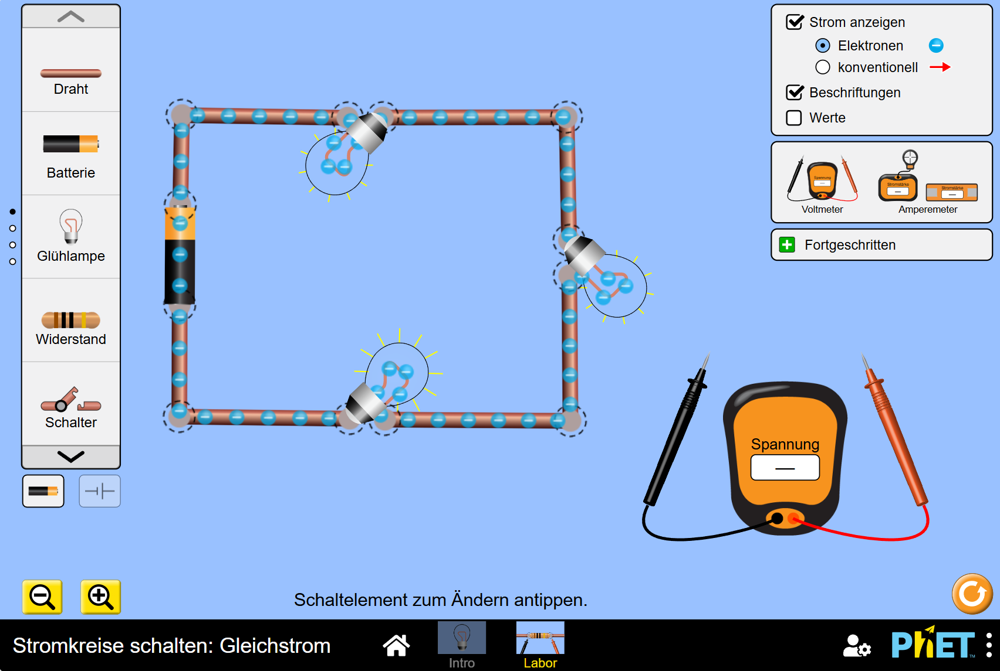 Draht
Batterie
Glühlampe
Widerstand
Schalter
Strom anzeigen
Elektronen
konventionell
Beschriftungen
Werte
Spannung
—
Voltmeter
Stromstärke
—
Stromstärke
—
Amperemeter
Fortgeschritten
Spannung
—
Schaltelement zum Ändern antippen.
Stromkreise schalten: Gleichstrom
Intro
Labor
PhET™